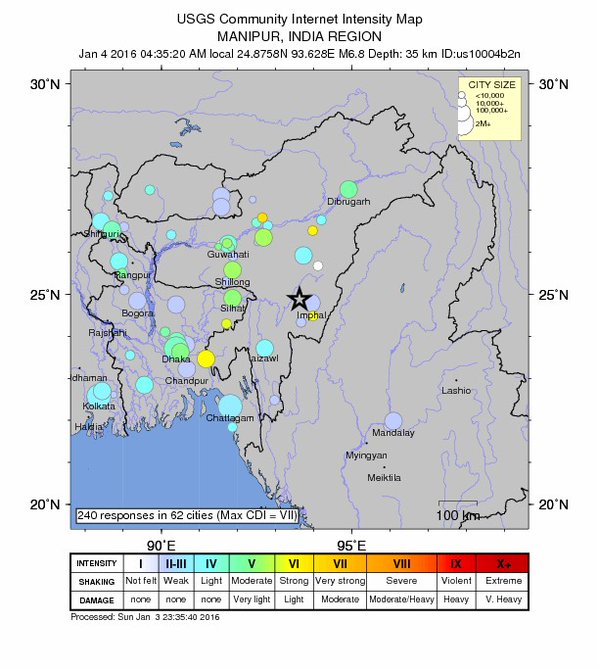 USGS Community Internet Intensity Map
MANIPUR, INDIA REGION
Jan 4 2016 04:35:20 AM local 24.8758N 93.628E M6.8 Depth: 35 km ID:us10004b2n
30°N 30°N
CITY SIZE
<10,000
10,000+
100,000+
2M+
Dibrugarh
Shiliguri
Guwahati
Rangpur
Shillong
25°N 25°N
Bogora Silhat Imphal
Rajshahi
Dhaka Aizawl
ddhaman Chandpur
Lashio
Kolkata
Chattagam
Haldia Mandalay
Myingyan
Meiktila
20°N 20°N
100 km
240 responses in 62 cities (Max CDI = VII)
90°E 95°E
INTENSITY I II-III IV V VI VII VIII IX X+
SHAKING Not felt Weak Light Moderate Strong Very strong Severe Violent Extreme
DAMAGE none none none Very light Light Moderate Moderate/Heavy Heavy V. Heavy
Processed: Sun Jan 3 23:35:40 2016